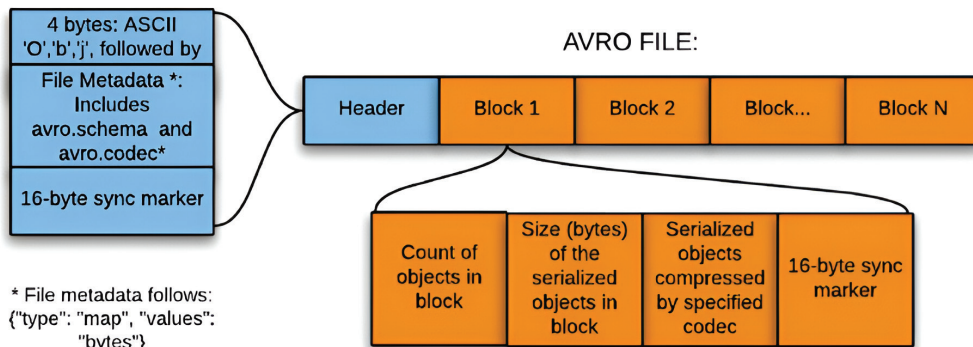 4 bytes: ASCII
'O','b','j', followed by
File Metadata *:
Includes
avro.schema and
avro.codec*
16-byte sync marker
* File metadata follows:
{"type": "map", "values":
"bytes"}
AVRO FILE:
Header
Block 1
Block 2
Block...
Block N
Count of
objects in
block
Size (bytes)
of the
serialized
objects in
block
Serialized
objects
compressed
by specified
codec
16-byte sync
marker